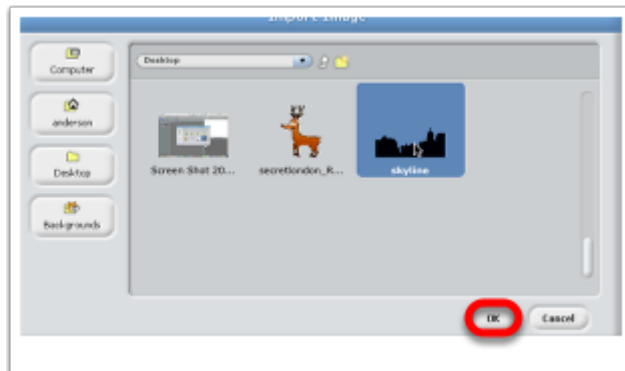 Import Image
Computer
anderson
Desktop
Backgrounds
Desktop
Screen Shot 20...
secretlondon_R...
skyline
OK
Cancel